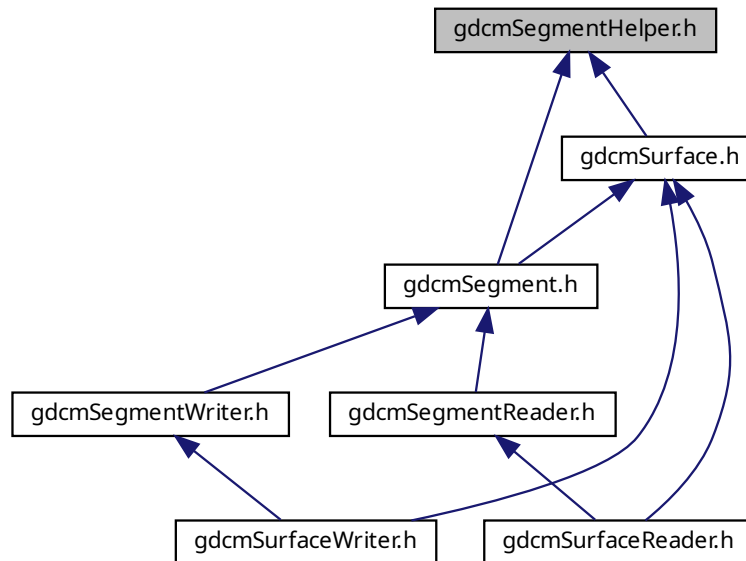 gdcmSegmentHelper.h
gdcmSurface.h
gdcmSegment.h
gdcmSegmentWriter.h
gdcmSegmentReader.h
gdcmSurfaceWriter.h
gdcmSurfaceReader.h